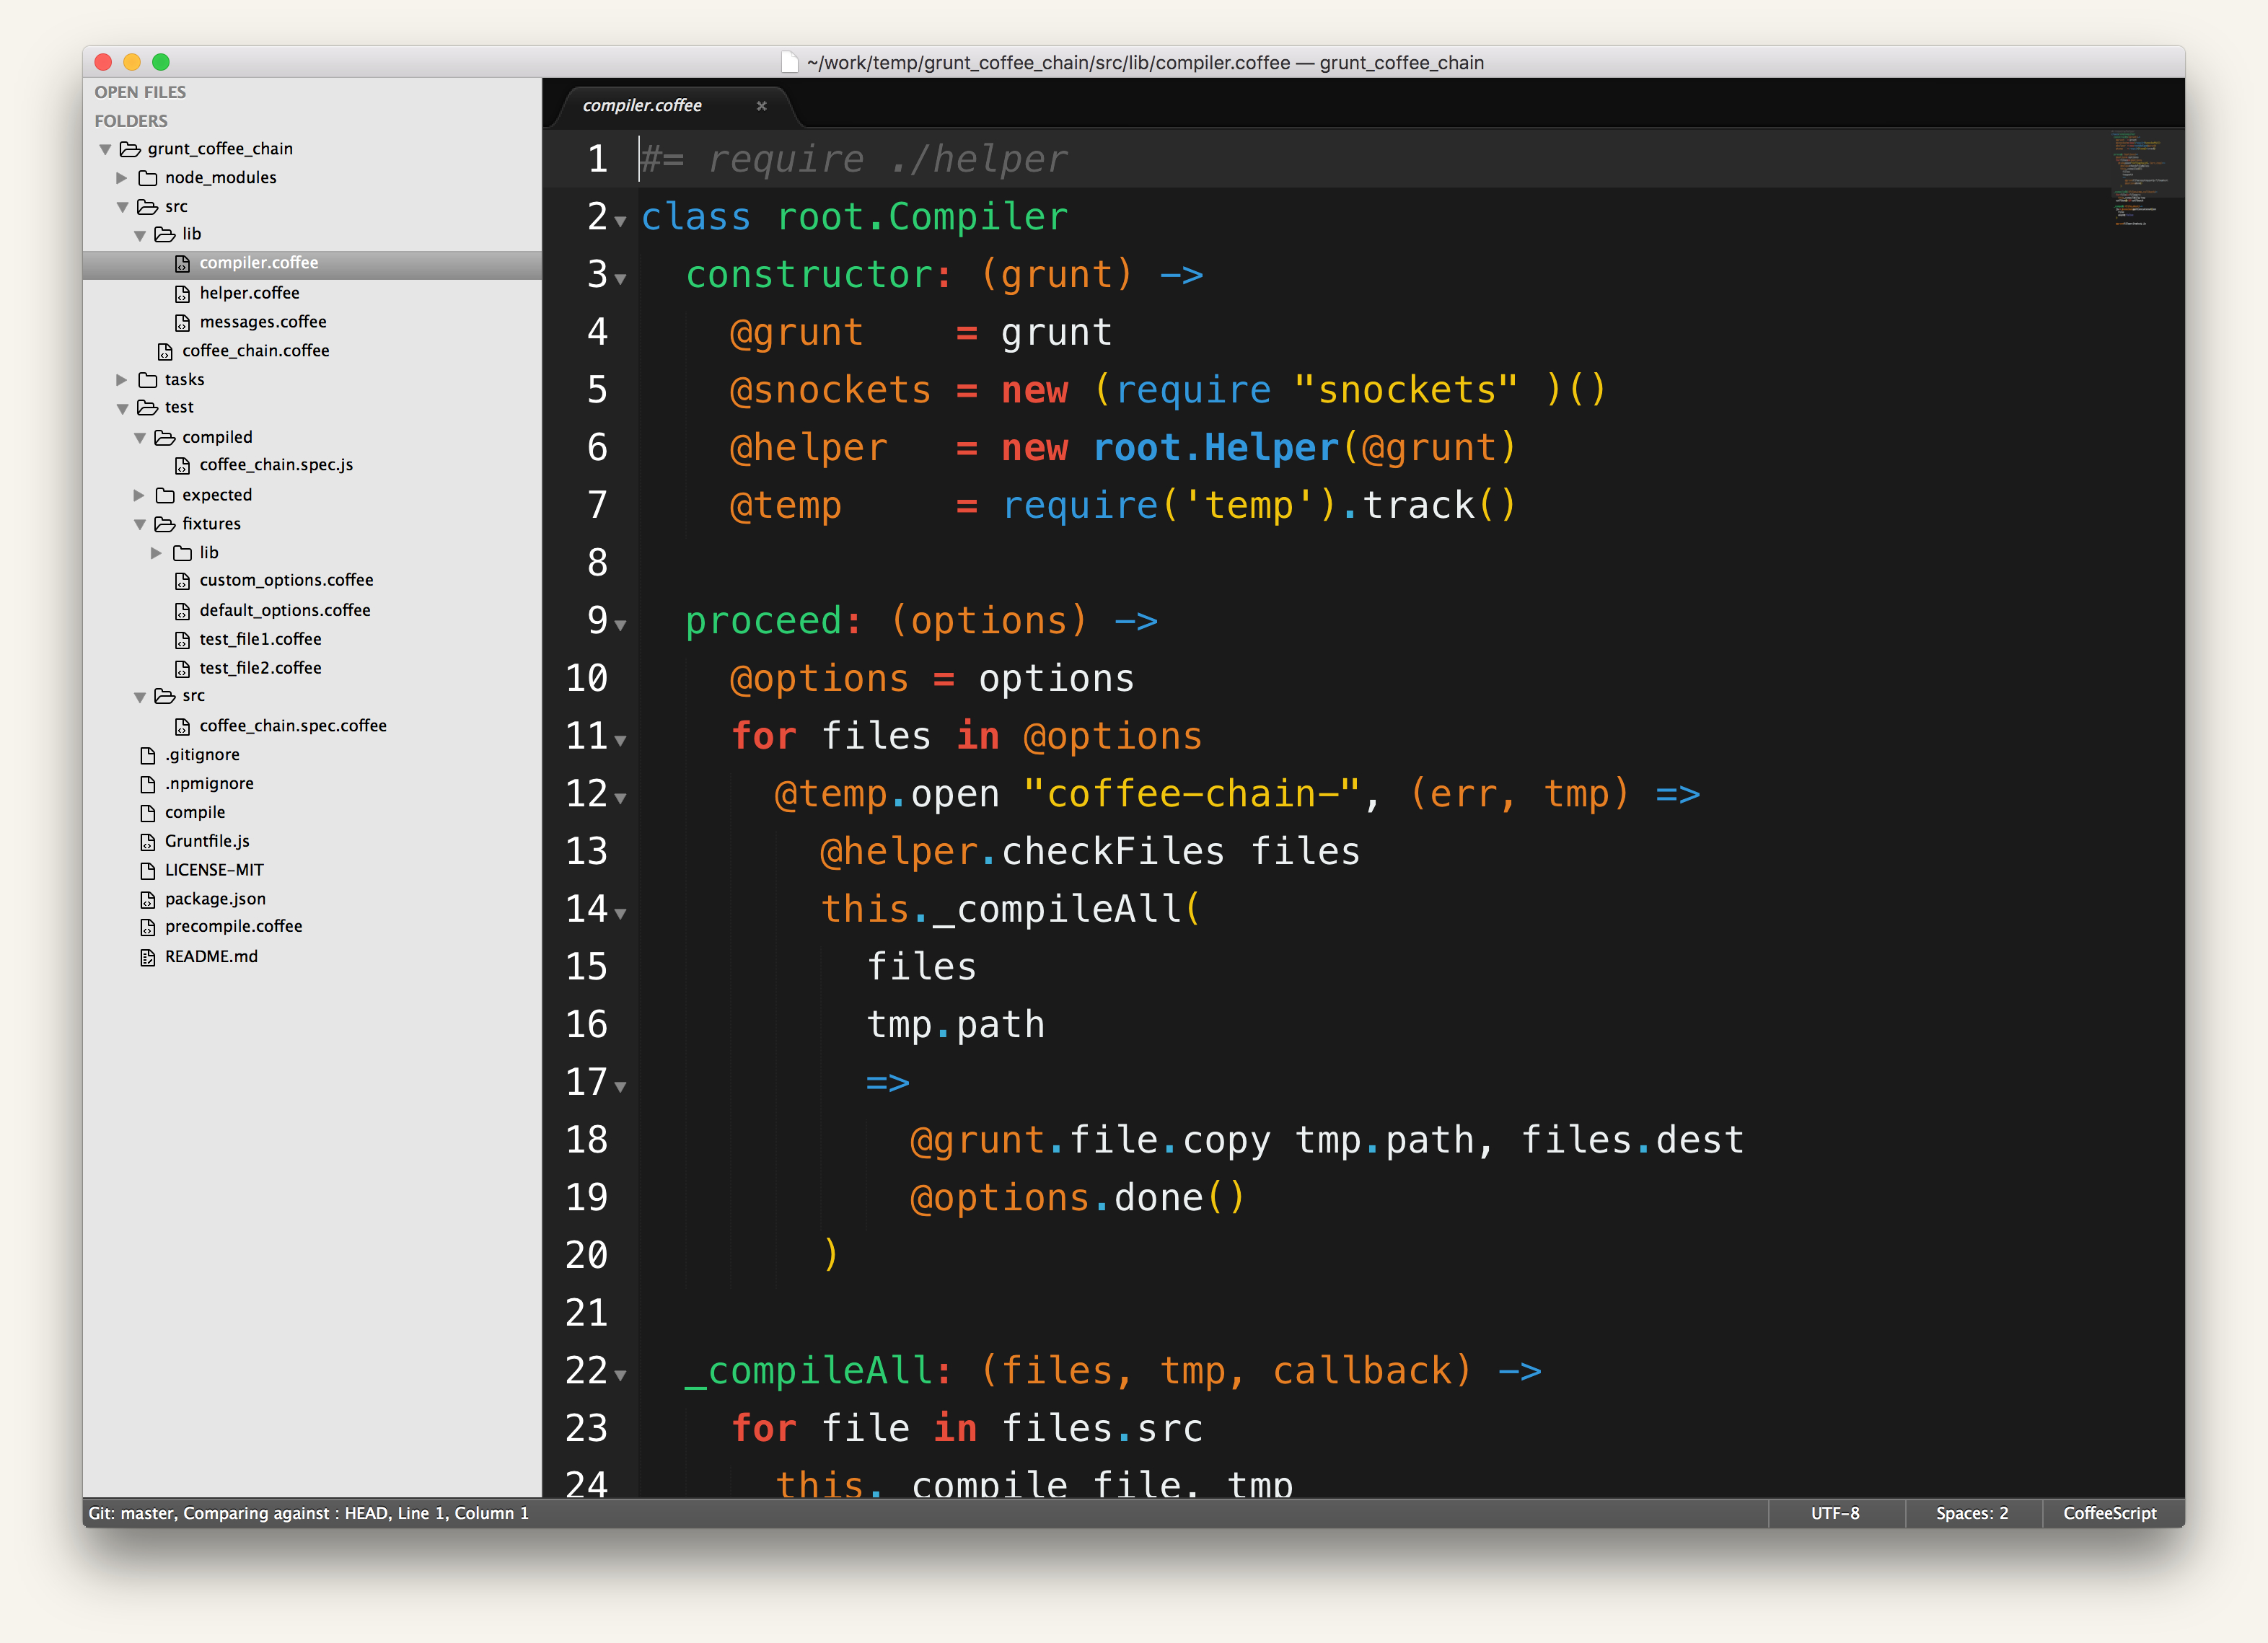 ~/work/temp/grunt_coffee_chain/src/lib/compiler.coffee — grunt_coffee_chain
OPEN FILES
FOLDERS
grunt_coffee_chain
node_modules
src
lib
compiler.coffee
helper.coffee
messages.coffee
coffee_chain.coffee
tasks
test
compiled
coffee_chain.spec.js
expected
fixtures
lib
custom_options.coffee
default_options.coffee
test_file1.coffee
test_file2.coffee
src
coffee_chain.spec.coffee
.gitignore
.npmignore
compile
Gruntfile.js
LICENSE-MIT
package.json
precompile.coffee
README.md
compiler.coffee ×
1 #= require ./helper
2 class root.Compiler
3   constructor: (grunt) ->
4     @grunt    = grunt
5     @snockets = new (require "snockets" )()
6     @helper   = new root.Helper(@grunt)
7     @temp     = require('temp').track()
8
9   proceed: (options) ->
10     @options = options
11     for files in @options
12       @temp.open "coffee-chain-", (err, tmp) =>
13         @helper.checkFiles files
14         this._compileAll(
15           files
16           tmp.path
17           =>
18             @grunt.file.copy tmp.path, files.dest
19             @options.done()
20         )
21
22   _compileAll: (files, tmp, callback) ->
23     for file in files.src
24       this._compile file, tmp
Git: master, Comparing against : HEAD, Line 1, Column 1
UTF-8
Spaces: 2
CoffeeScript